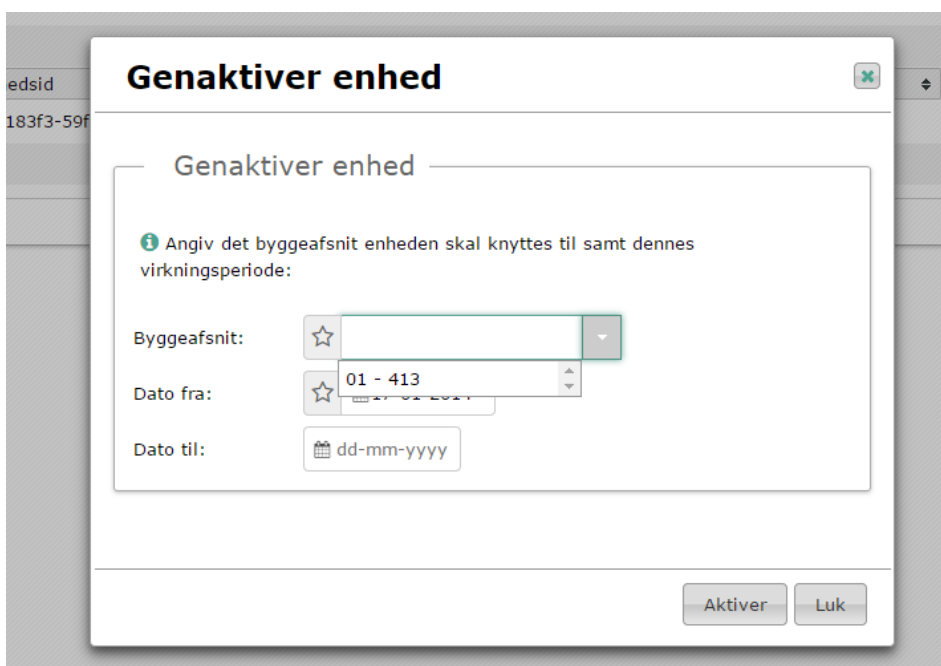 Genaktiver enhed
edsid
183f3-59f
Genaktiver enhed
Angiv det byggeafsnit enheden skal knyttes til samt dennes
virkningsperiode:
Byggeafsnit:
01 - 413
Dato fra:
Dato til:
dd-mm-yyyy
Aktiver
Luk